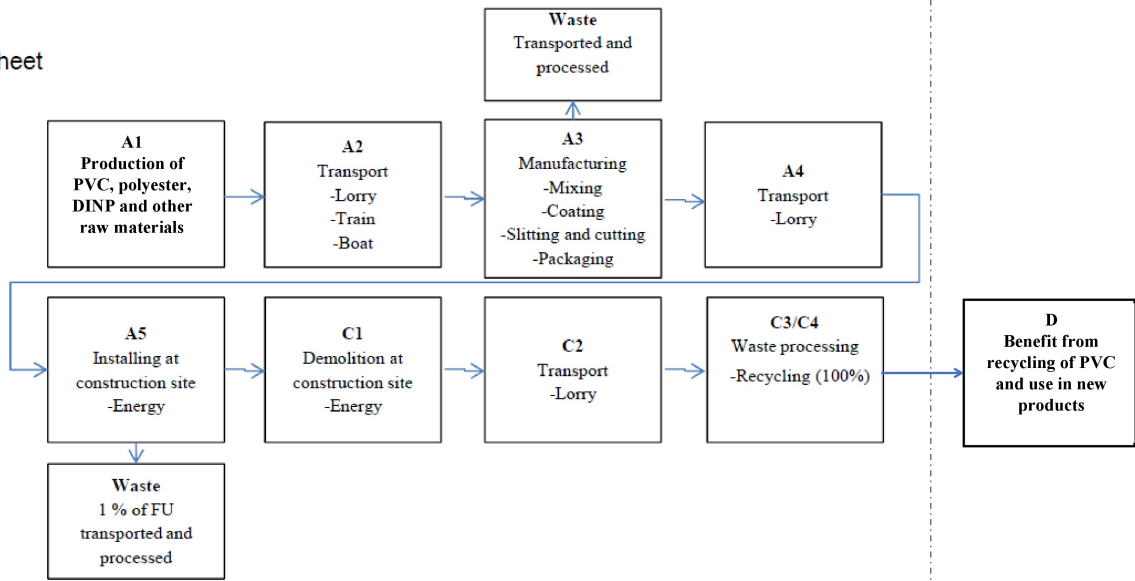 Waste
Transported and
processed
heet
A1
Production of
PVC, polyester,
DINP and other
raw materials
A2
Transport
-Lorry
-Train
-Boat
A3
Manufacturing
-Mixing
-Coating
-Slitting and cutting
-Packaging
A4
Transport
-Lorry
A5
Installing at
construction site
-Energy
C1
Demolition at
construction site
-Energy
C2
Transport
-Lorry
C3/C4
Waste processing
-Recycling (100%)
D
Benefit from
recycling of PVC
and use in new
products
Waste
1 % of FU
transported and
processed